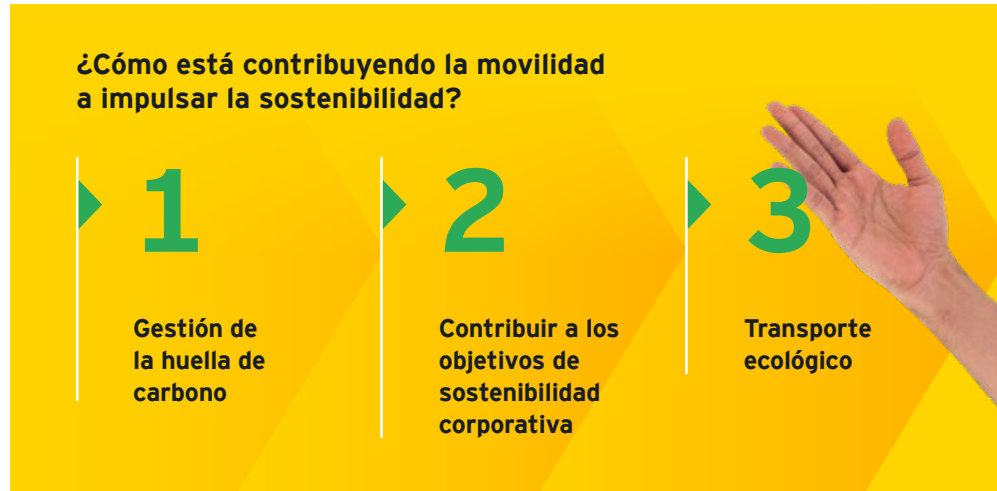 ¿Cómo está contribuyendo la movilidad
a impulsar la sostenibilidad?
1
Gestión de
la huella de
carbono
2
Contribuir a los
objetivos de
sostenibilidad
corporativa
3
Transporte
ecológico